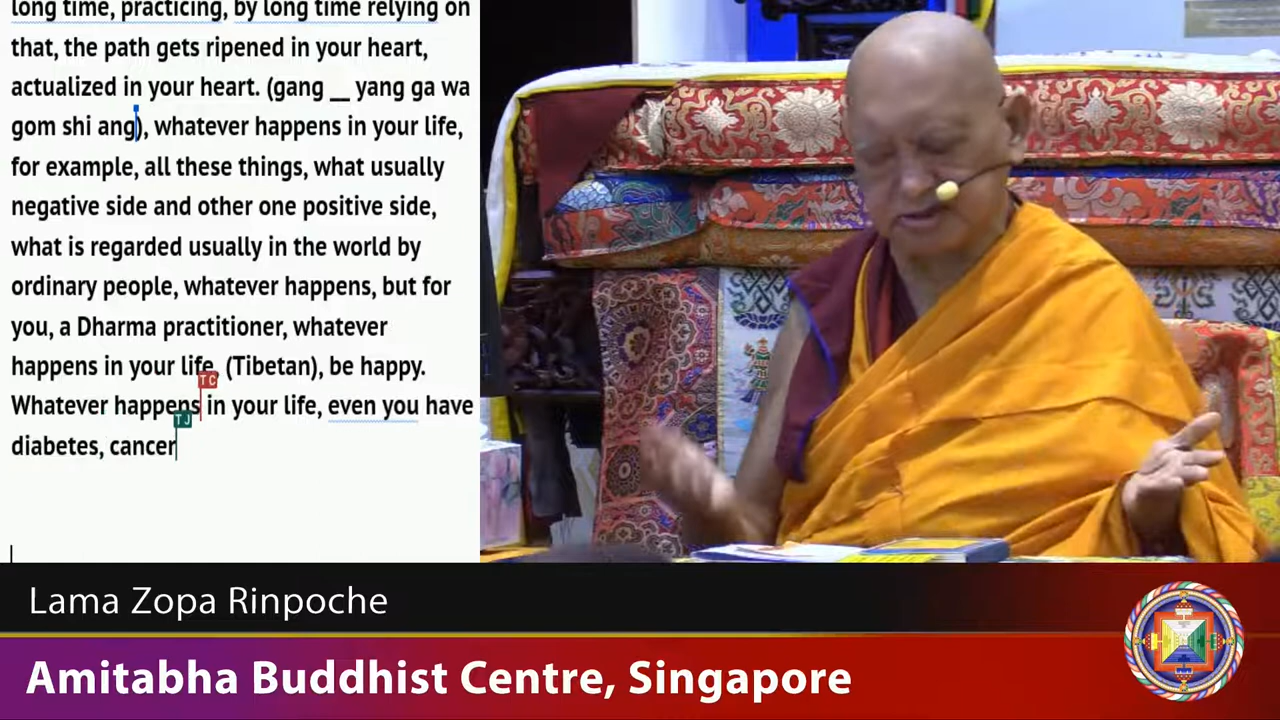 long time, practicing, by long time relying on
that, the path gets ripened in your heart,
actualized in your heart. (gang __ yang ga wa
gom shi ang), whatever happens in your life,
for example, all these things, what usually
negative side and other one positive side,
what is regarded usually in the world by
ordinary people, whatever happens, but for
you, a Dharma practitioner, whatever
happens in your life, (Tibetan), be happy.
TC
Whatever happens in your life, even you have
TJ
diabetes, cancer
Lama Zopa Rinpoche
Amitabha Buddhist Centre, Singapore